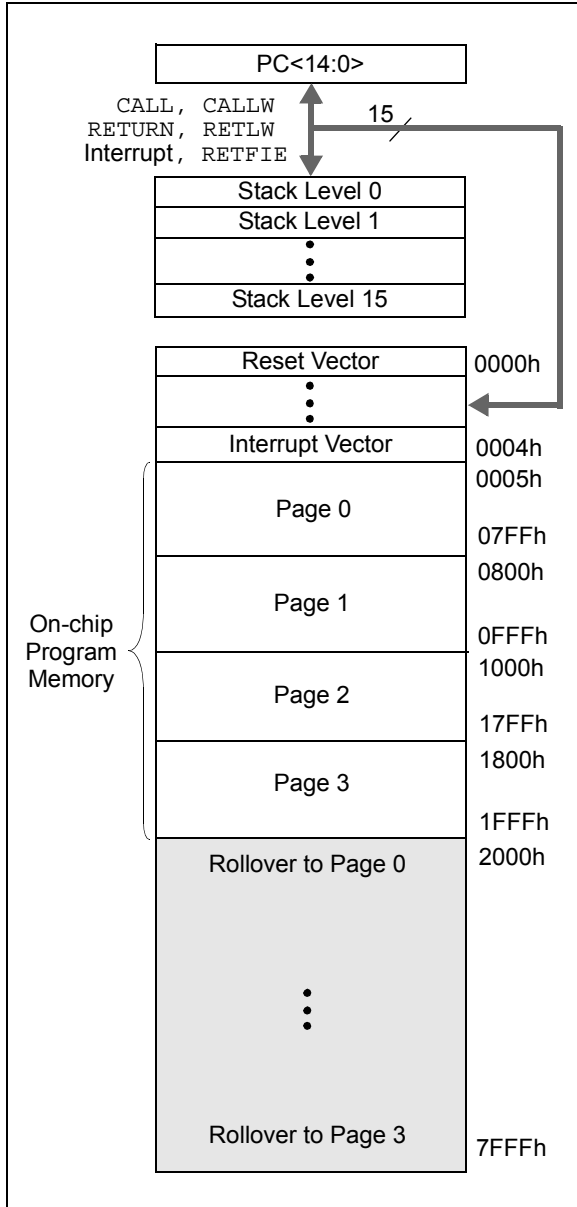 PC<14:0>
CALL, CALLW
RETURN, RETLW
Interrupt, RETFIE
15
Stack Level 0
Stack Level 1
Stack Level 15
Reset Vector
0000h
Interrupt Vector
0004h
0005h
Page 0
07FFh
0800h
Page 1
0FFFh
On-chip
Program
Memory
1000h
Page 2
17FFh
1800h
Page 3
1FFFh
2000h
Rollover to Page 0
Rollover to Page 3
7FFFh